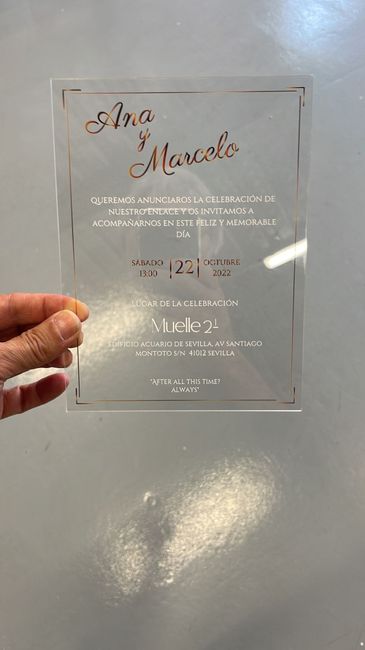 Ana
y
Marcelo
QUEREMOS ANUNCIAROS LA CELEBRACIÓN DE
NUESTRO ENLACE Y OS INVITAMOS A
ACOMPAÑARNOS EN ESTE FELIZ Y MEMORABLE
DÍA
SÁBADO 13:00 | 22 | OCTUBRE 2022
LUGAR DE LA CELEBRACIÓN
Muelle 21
EDIFICIO ACUARIO DE SEVILLA, AV SANTIAGO
MONTOTO S/N 41012 SEVILLA
"AFTER ALL THIS TIME?
ALWAYS"